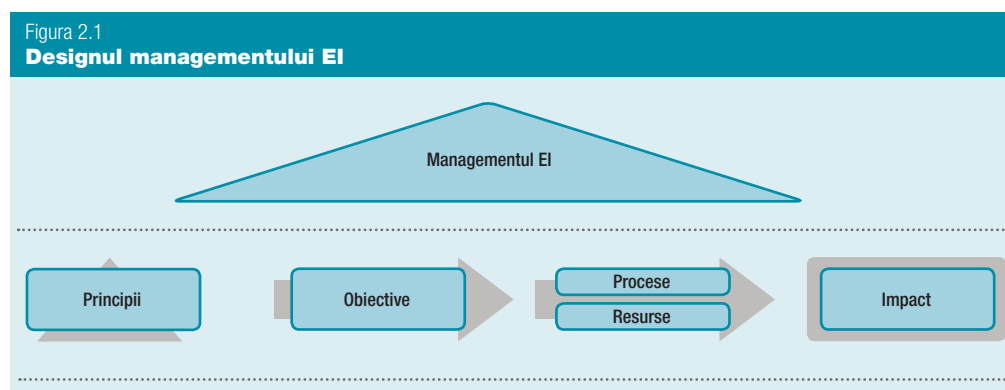 Figura 2.1
Designul managementului EI
Managementul EI
Principii
Obiective
Procese
Resurse
Impact